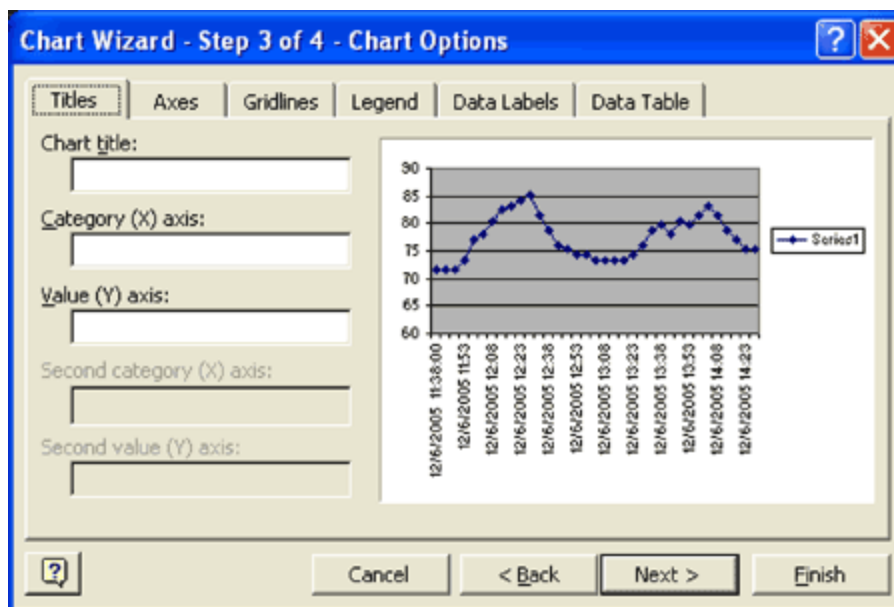 Chart Wizard - Step 3 of 4 - Chart Options
Titles
Axes
Gridlines
Legend
Data Labels
Data Table
Chart title:
Category (X) axis:
Value (Y) axis:
Second category (X) axis:
Second value (Y) axis:
90
85
80
75
70
65
60
12/6/2005 11:38:00
12/6/2005 11:53
12/6/2005 12:08
12/6/2005 12:23
12/6/2005 12:38
12/6/2005 12:53
12/6/2005 13:08
12/6/2005 13:23
12/6/2005 13:38
12/6/2005 13:53
12/6/2005 14:08
12/6/2005 14:23
Series1
Cancel
< Back
Next >
Finish